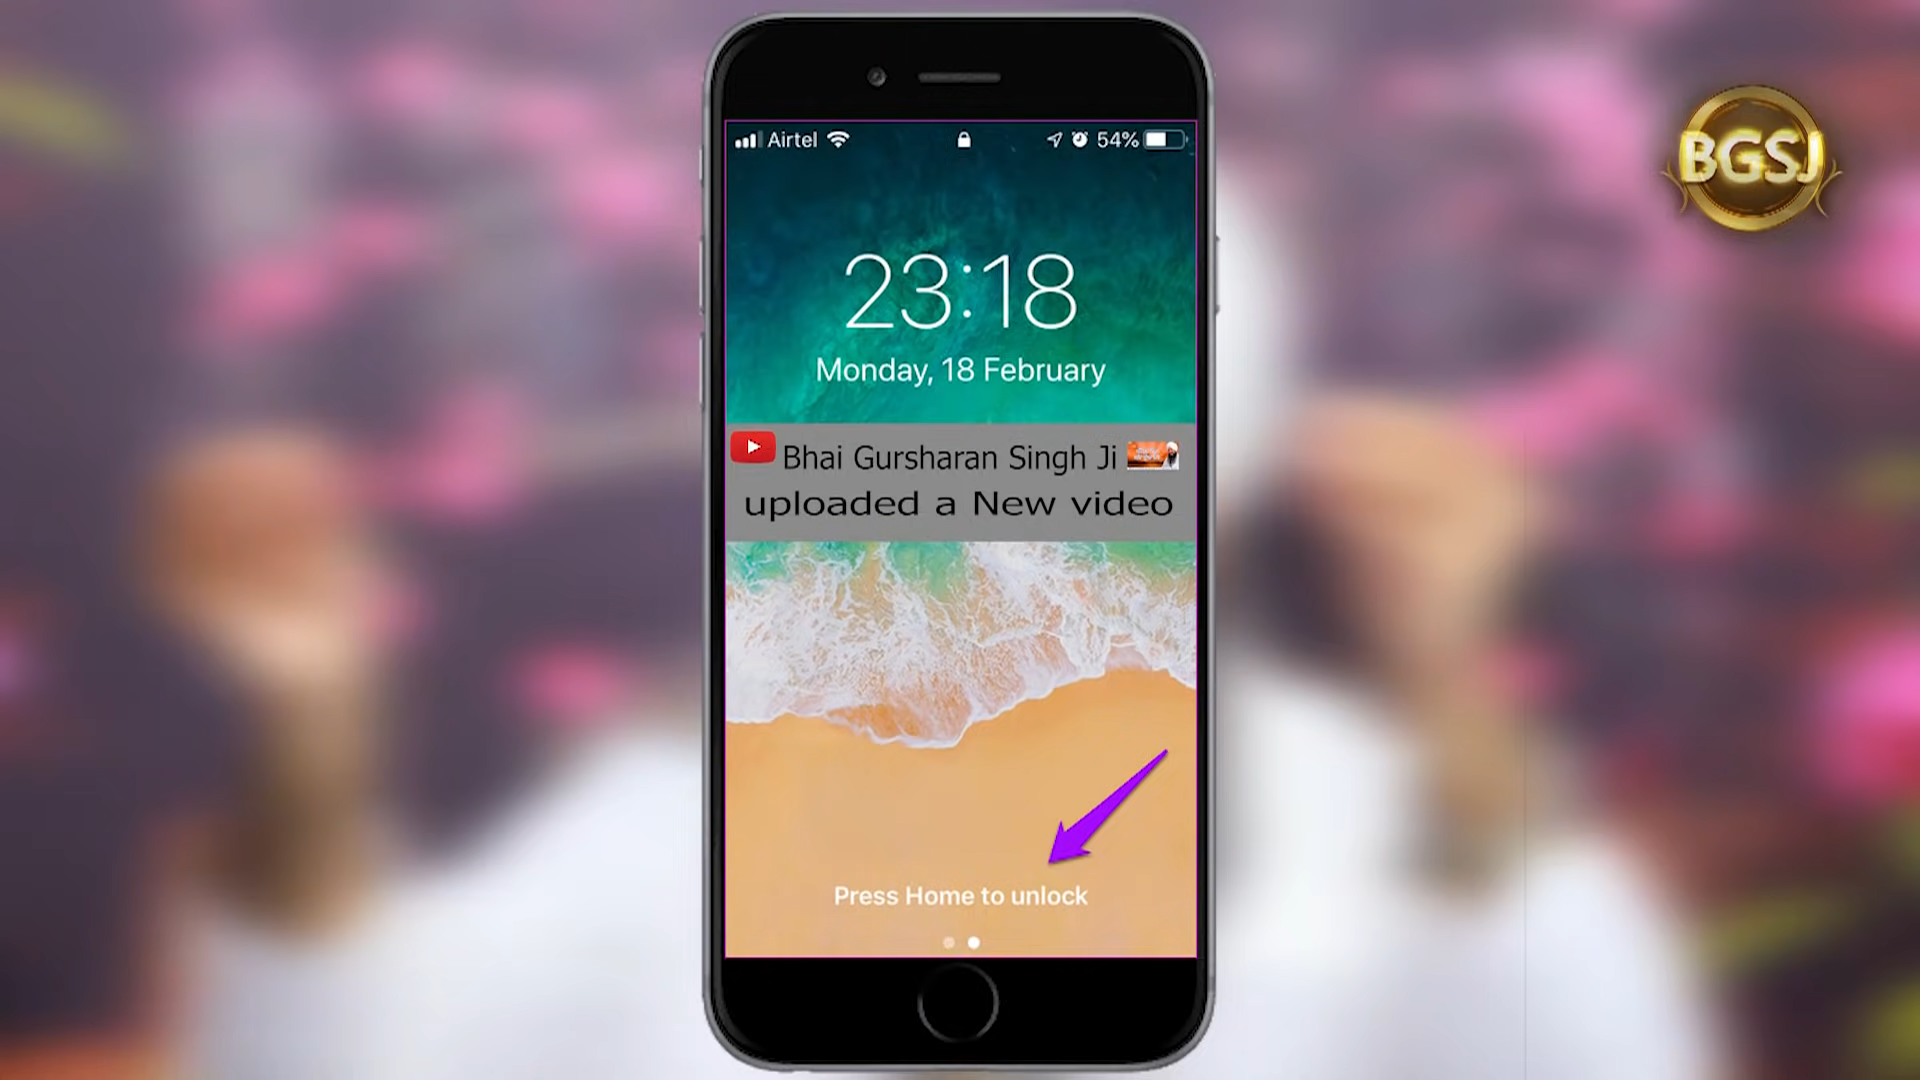 Airtel 54%
BGSJ
23:18
Monday, 18 February
Bhai Gursharan Singh Ji
uploaded a New video
Press Home to unlock